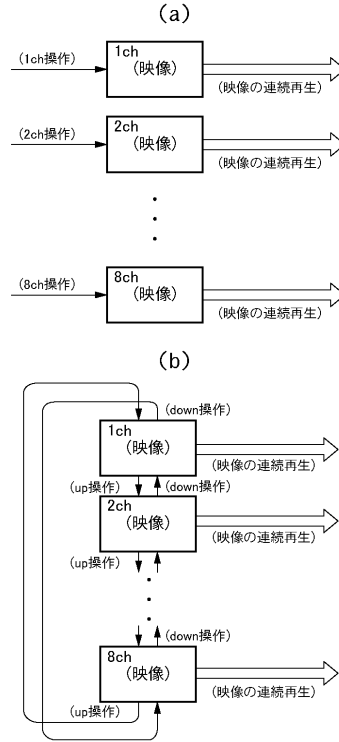 (a)
1ch
(1ch操作)
(映像)
(映像の連続再生)
2ch
(2ch操作)
(映像)
(映像の連続再生)
8ch
(8ch操作)
(映像)
(映像の連続再生)
(b)
(down操作)
1ch
(映像)
(映像の連続再生)
(up操作)
(down操作)
2ch
(映像)
(映像の連続再生)
(up操作)
(down操作)
8ch
(映像)
(映像の連続再生)
(up操作)